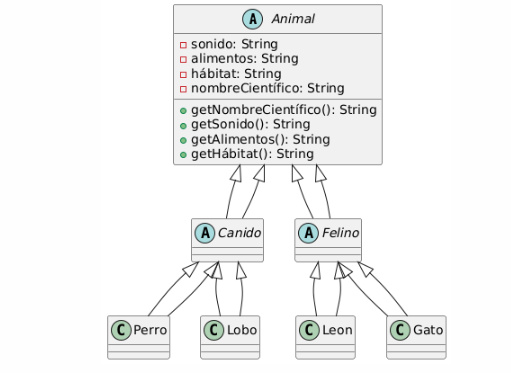 A Animal
sonido: String
alimentos: String
hábitat: String
nombreCientífico: String
getNombreCientífico(): String
getSonido(): String
getAlimentos(): String
getHábitat(): String
A Canido
A Felino
C Perro
C Lobo
C Leon
C Gato